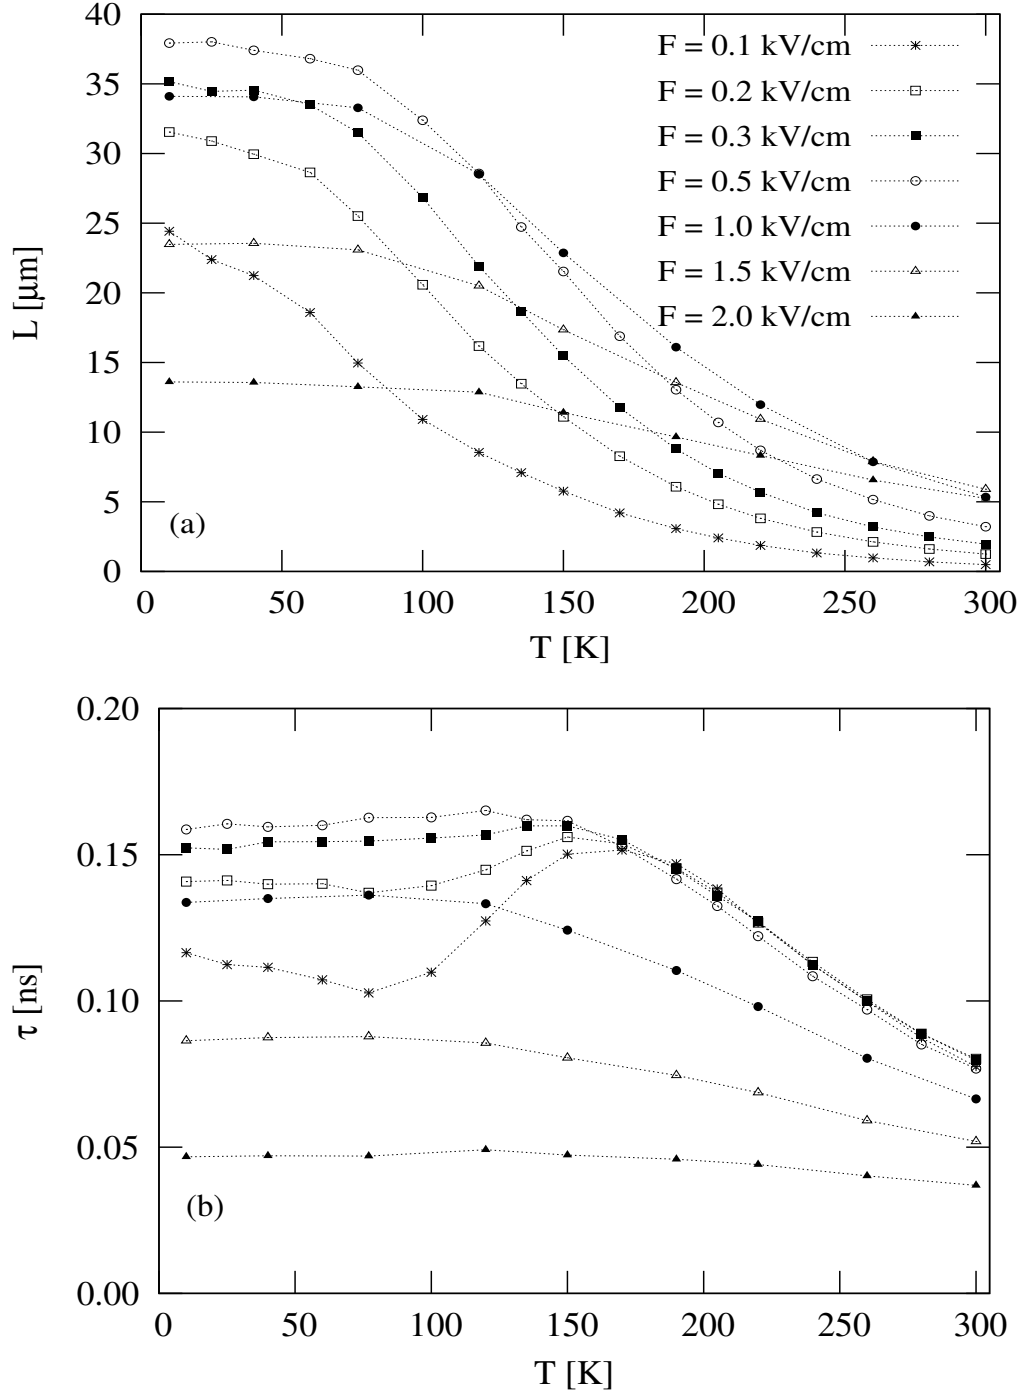 40
35
30
25
20
15
10
5
0
L [μm]
F = 0.1 kV/cm
F = 0.2 kV/cm
F = 0.3 kV/cm
F = 0.5 kV/cm
F = 1.0 kV/cm
F = 1.5 kV/cm
F = 2.0 kV/cm
(a)
0 50 100 150 200 250 300
T [K]
0.20
0.15
0.10
0.05
0.00
τ [ns]
(b)
0 50 100 150 200 250 300
T [K]